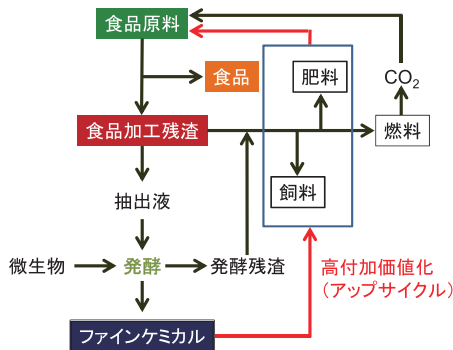 食品原料
食品
肥料
CO₂
食品加工残渣
燃料
飼料
抽出液
微生物
発酵
発酵残渣
高付加価値化
（アップサイクル）
ファインケミカル